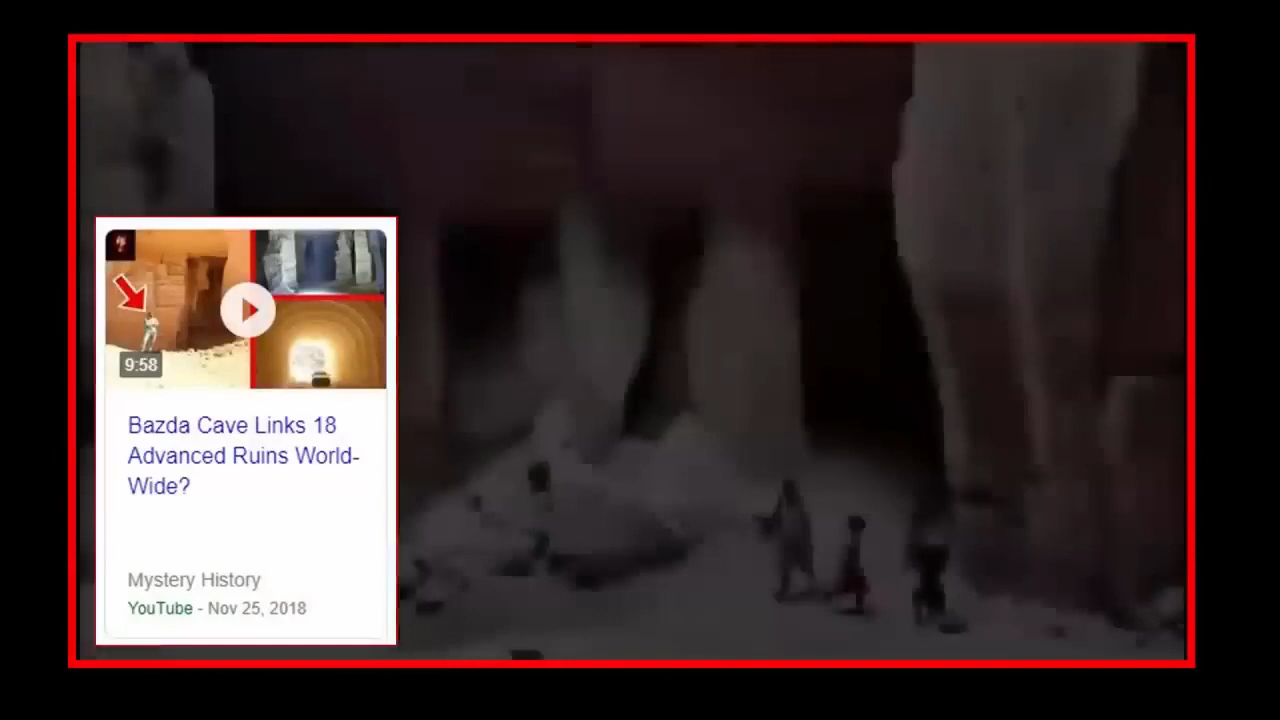 9:58
Bazda Cave Links 18
Advanced Ruins World-
Wide?
Mystery History
YouTube - Nov 25, 2018